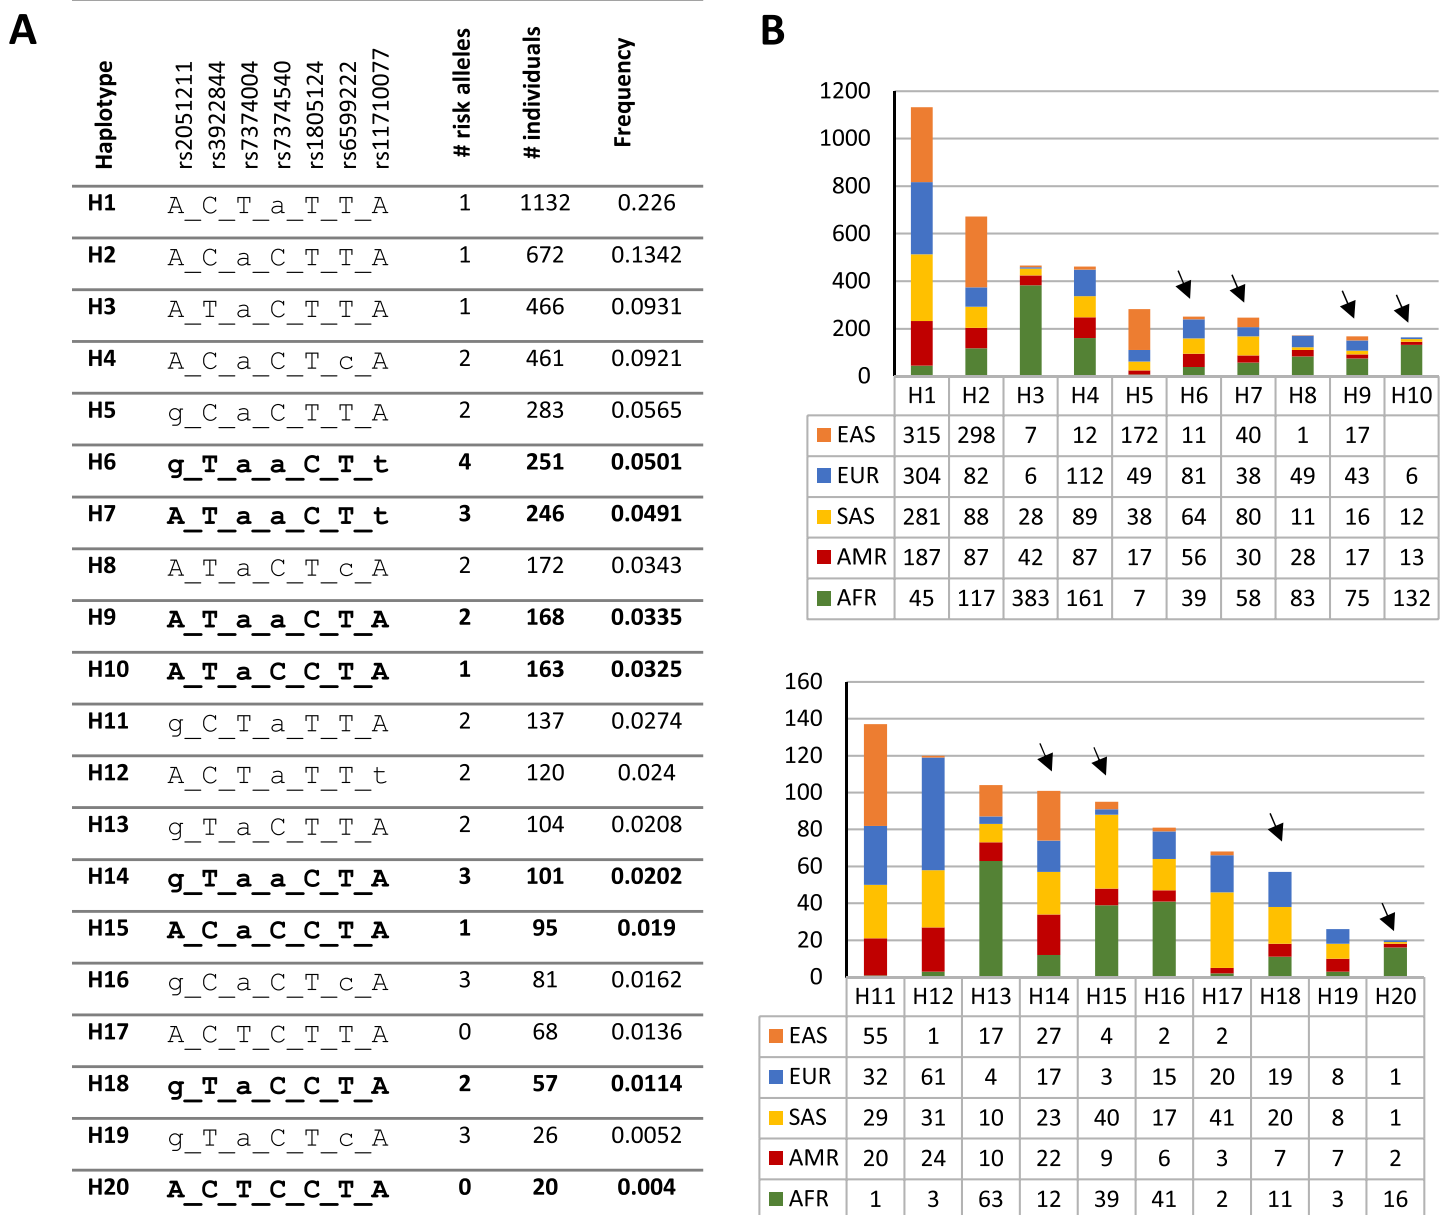 A
Haplotype rs2051211 rs3922844 rs7374004 rs7374540 rs1805124 rs6599222 rs11710077 # risk alleles # individuals Frequency
H1 A_C_T_a_T_T_A 1 1132 0.226
H2 A_C_a_C_T_T_A 1 672 0.1342
H3 A_T_a_C_T_T_A 1 466 0.0931
H4 A_C_a_C_T_c_A 2 461 0.0921
H5 g_C_a_C_T_T_A 2 283 0.0565
H6 g_T_a_a_C_T_t 4 251 0.0501
H7 A_T_a_a_C_T_t 3 246 0.0491
H8 A_T_a_C_T_c_A 2 172 0.0343
H9 A_T_a_a_C_T_A 2 168 0.0335
H10 A_T_a_C_C_T_A 1 163 0.0325
H11 g_C_T_a_T_T_A 2 137 0.0274
H12 A_C_T_a_T_T_t 2 120 0.024
H13 g_T_a_C_T_T_A 2 104 0.0208
H14 g_T_a_a_C_T_A 3 101 0.0202
H15 A_C_a_C_C_T_A 1 95 0.019
H16 g_C_a_C_T_c_A 3 81 0.0162
H17 A_C_T_C_T_T_A 0 68 0.0136
H18 g_T_a_C_C_T_A 2 57 0.0114
H19 g_T_a_C_T_c_A 3 26 0.0052
H20 A_C_T_C_C_T_A 0 20 0.004
B
1200
1000
800
600
400
200
0
H1 H2 H3 H4 H5 H6 H7 H8 H9 H10
EAS 315 298 7 12 172 11 40 1 17
EUR 304 82 6 112 49 81 38 49 43 6
SAS 281 88 28 89 38 64 80 11 16 12
AMR 187 87 42 87 17 56 30 28 17 13
AFR 45 117 383 161 7 39 58 83 75 132
160
140
120
100
80
60
40
20
0
H11 H12 H13 H14 H15 H16 H17 H18 H19 H20
EAS 55 1 17 27 4 2 2
EUR 32 61 4 17 3 15 20 19 8 1
SAS 29 31 10 23 40 17 41 20 8 1
AMR 20 24 10 22 9 6 3 7 7 2
AFR 1 3 63 12 39 41 2 11 3 16